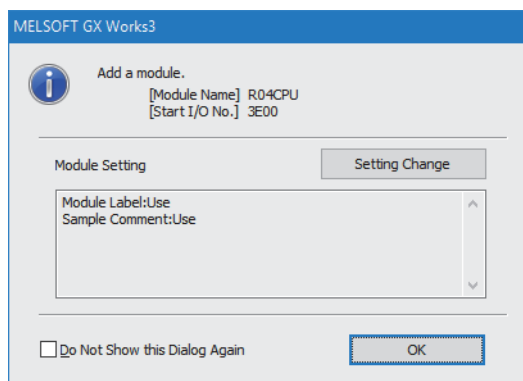 MELSOFT GX Works3
Add a module.
[Module Name] R04CPU
[Start I/O No.] 3E00
Module Setting
Setting Change
Module Label:Use
Sample Comment:Use
Do Not Show this Dialog Again
OK